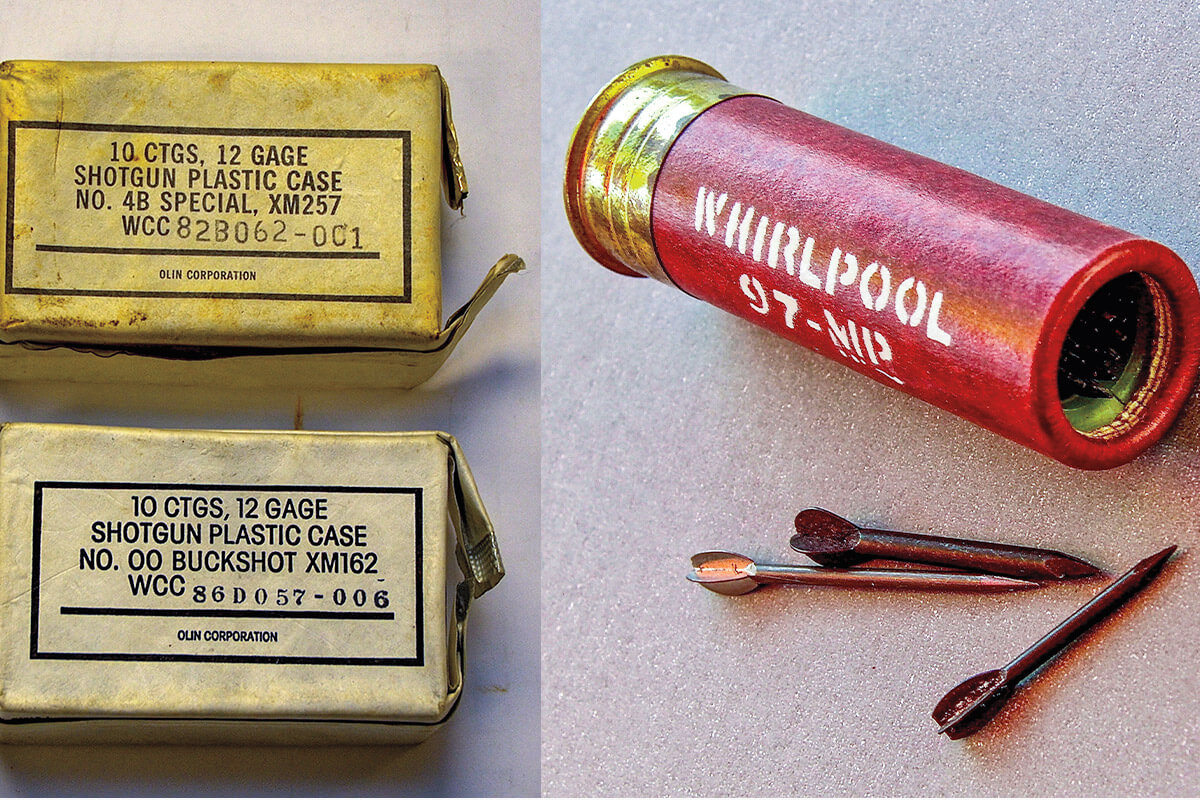 10 CTGS, 12 GAGE
SHOTGUN PLASTIC CASE
NO. 4B SPECIAL, XM257
WCC 82B062-001
OLIN CORPORATION
10 CTGS, 12 GAGE
SHOTGUN PLASTIC CASE
NO. 00 BUCKSHOT XM162
WCC 86D057-006
OLIN CORPORATION
WHIRLPOOL
97-MIP